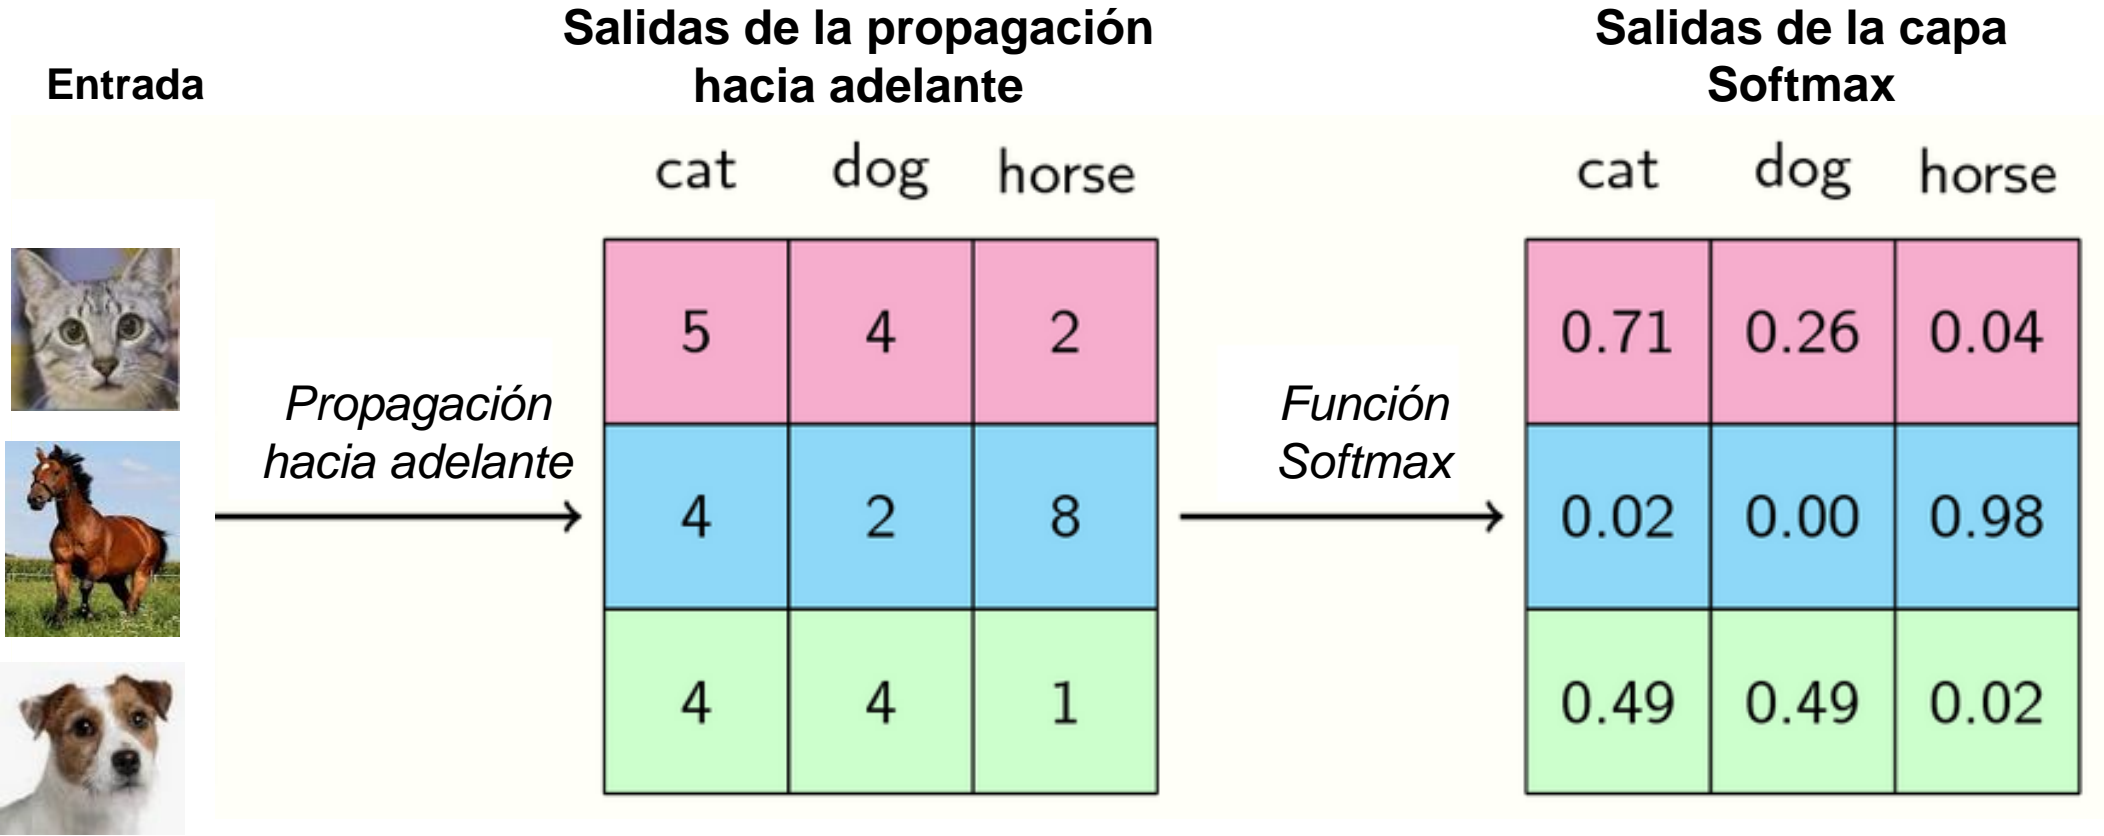 Entrada
Salidas de la propagación
hacia adelante
Salidas de la capa
Softmax
cat dog horse
cat dog horse
Propagación
hacia adelante
5 4 2
4 2 8
4 4 1
Función
Softmax
0.71 0.26 0.04
0.02 0.00 0.98
0.49 0.49 0.02